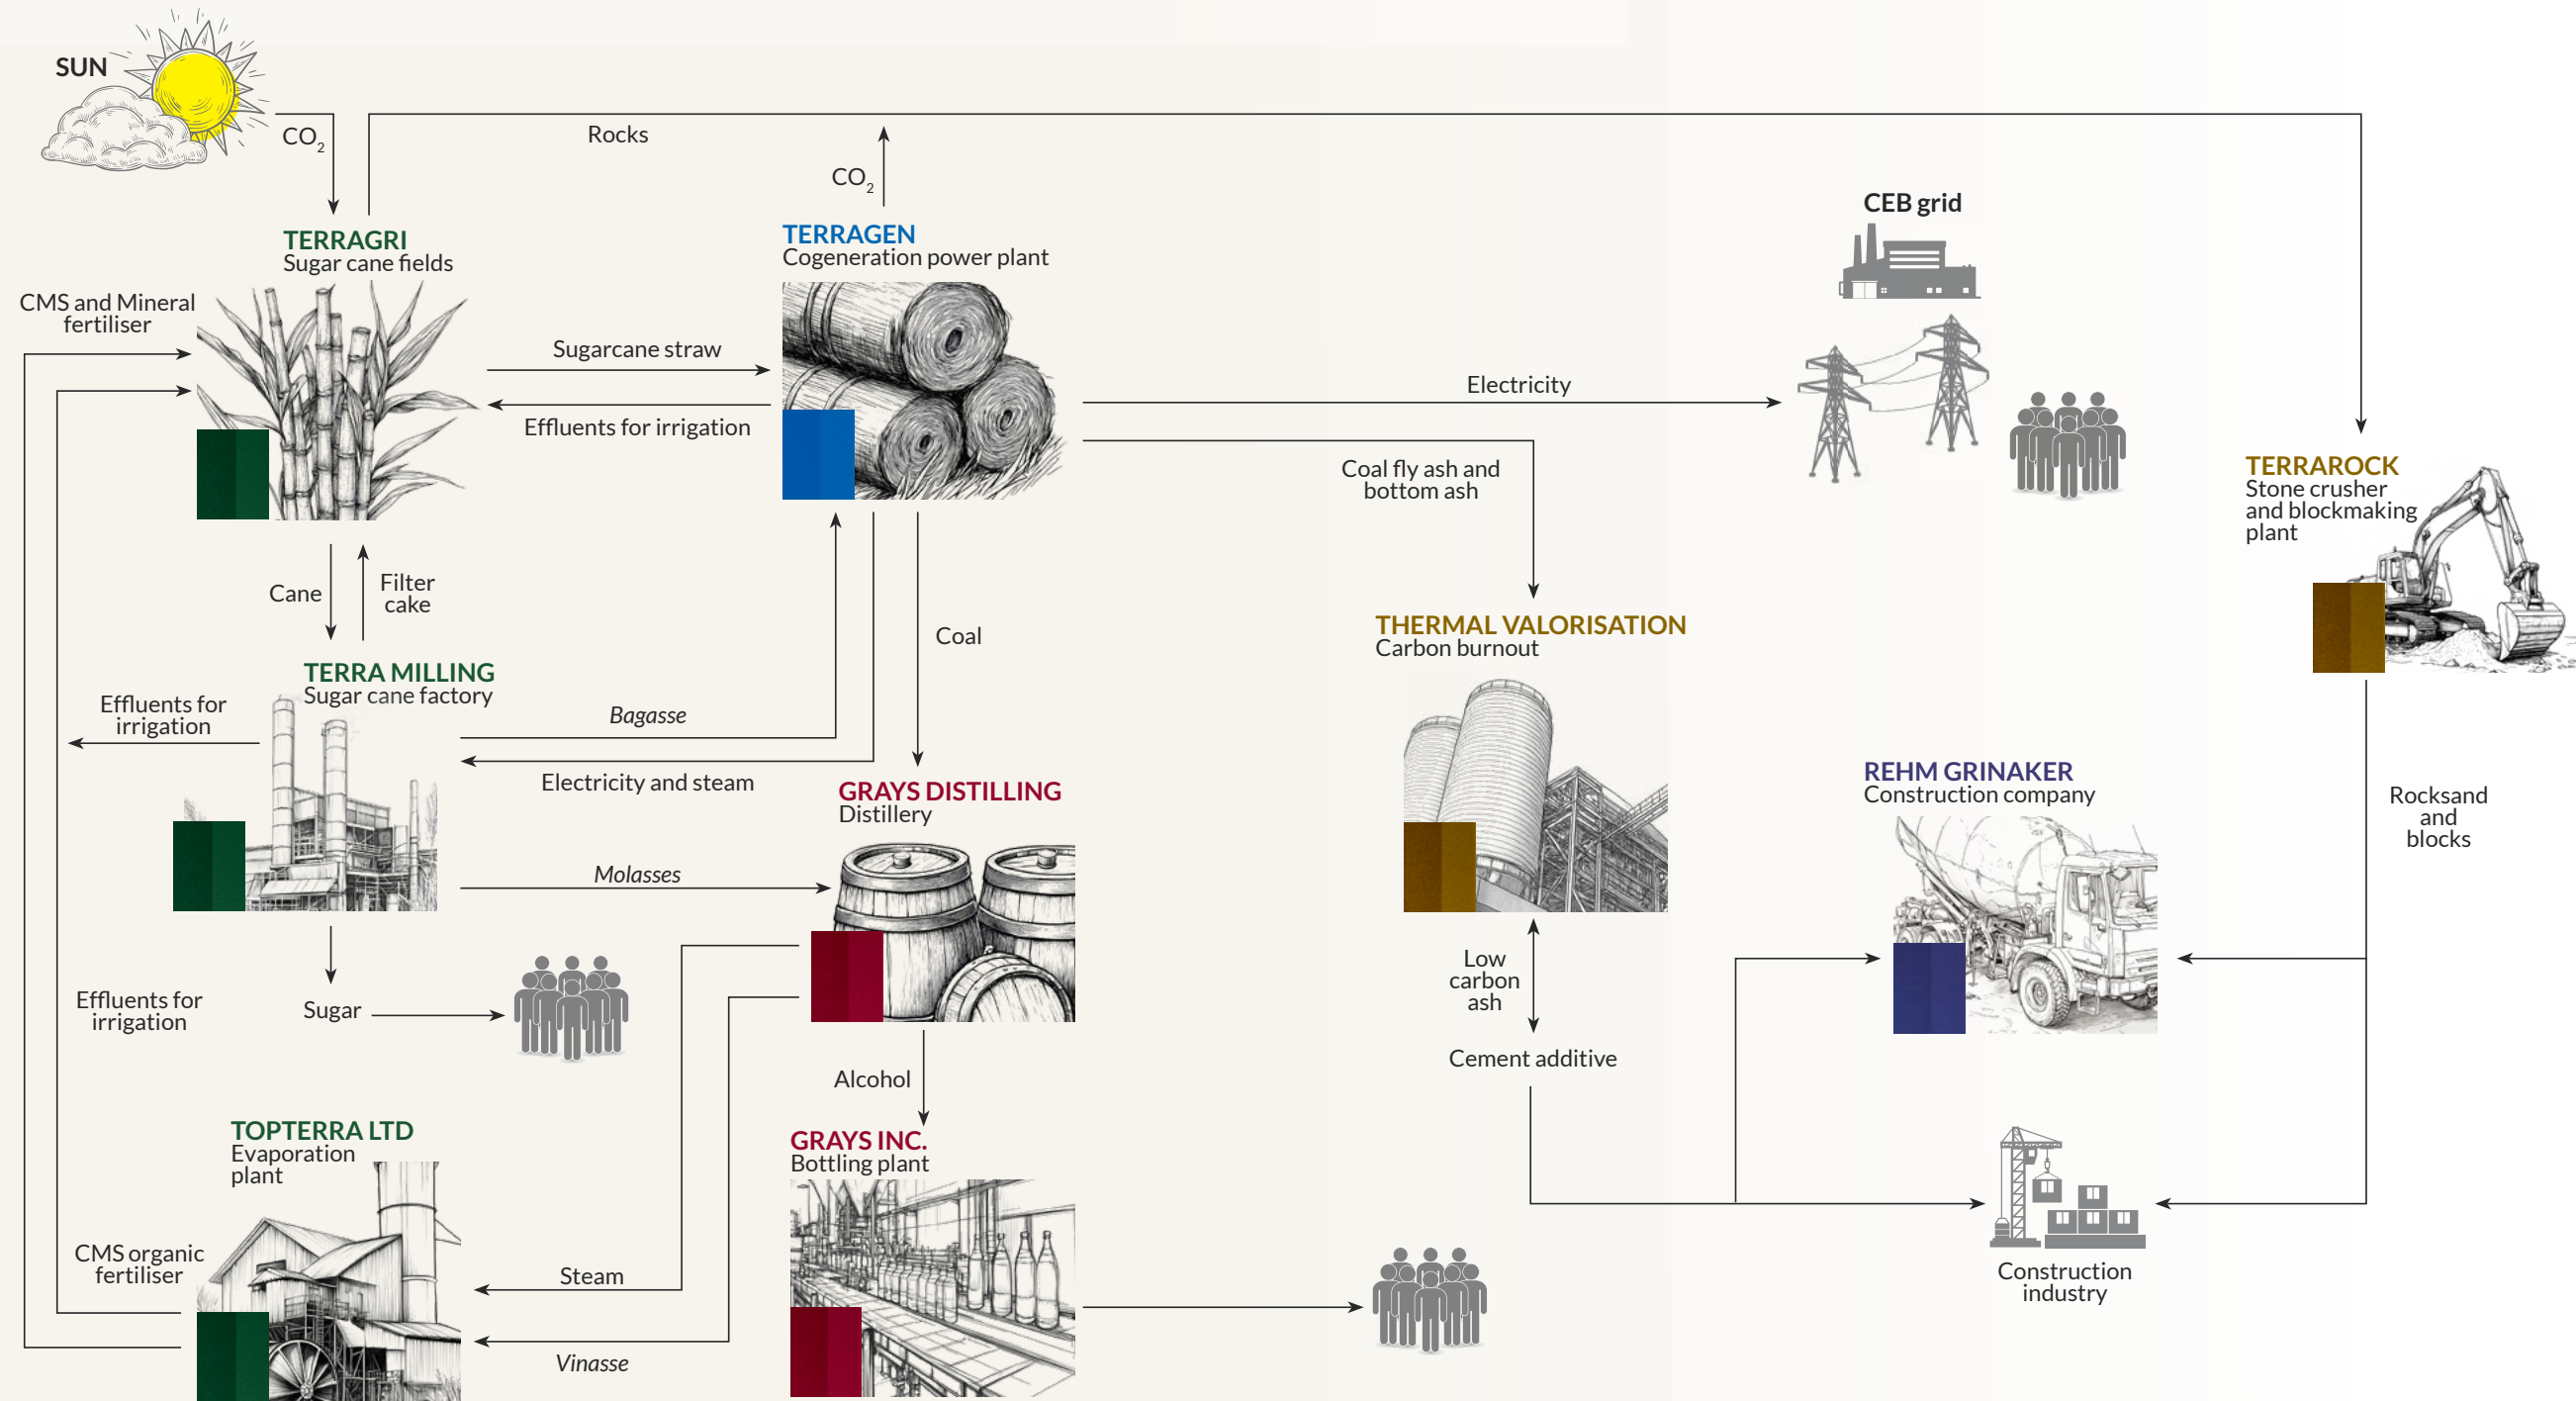 SUN
CO2
Rocks
CO2
CEB grid
TERRAGRI
Sugar cane fields
TERRAGEN
Cogeneration power plant
CMS and Mineral
fertiliser
Sugarcane straw
Effluents for irrigation
Electricity
Coal fly ash and
bottom ash
TERRAROCK
Stone crusher
and blockmaking
plant
Cane
Filter
cake
Coal
THERMAL VALORISATION
Carbon burnout
TERRA MILLING
Sugar cane factory
Effluents for
irrigation
Bagasse
Electricity and steam
GRAYS DISTILLING
Distillery
REHM GRINAKER
Construction company
Rocksand
and
blocks
Molasses
Low
carbon
ash
Effluents for
irrigation
Sugar
Cement additive
Alcohol
TOPTERRA LTD
Evaporation
plant
GRAYS INC.
Bottling plant
CMS organic
fertiliser
Steam
Vinasse
Construction
industry